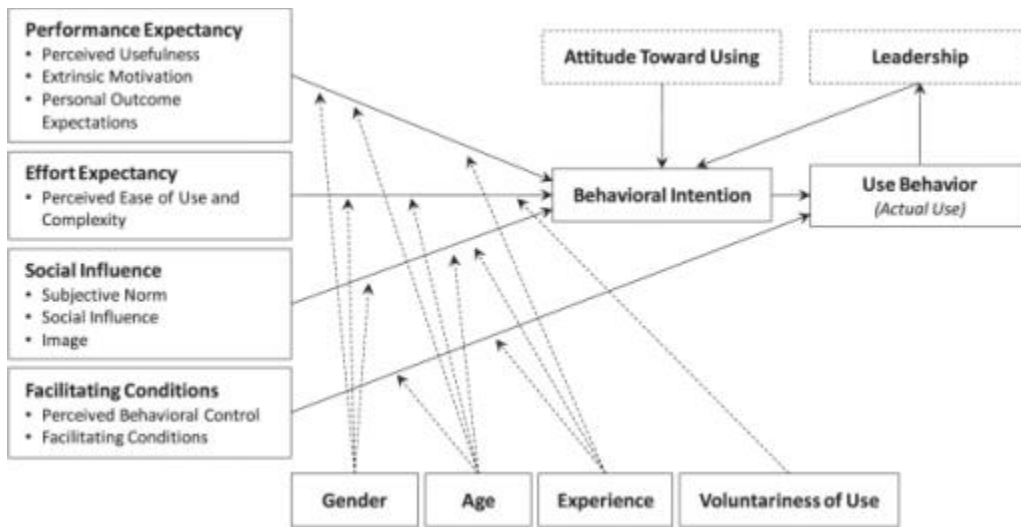 Performance Expectancy
• Perceived Usefulness
• Extrinsic Motivation
• Personal Outcome
Expectations
Effort Expectancy
• Perceived Ease of Use and
Complexity
Social Influence
• Subjective Norm
• Social Influence
• Image
Facilitating Conditions
• Perceived Behavioral Control
• Facilitating Conditions
Attitude Toward Using
Leadership
Behavioral Intention
Use Behavior
(Actual Use)
Gender
Age
Experience
Voluntariness of Use